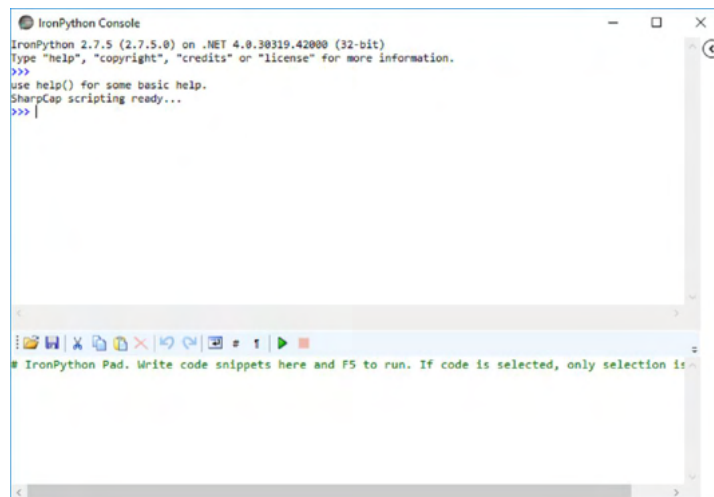 IronPython Console
IronPython 2.7.5 (2.7.5.0) on .NET 4.0.30319.42000 (32-bit)
Type "help", "copyright", "credits" or "license" for more information.
>>>
use help() for some basic help.
SharpCap scripting ready...
>>>
# IronPython Pad. Write code snippets here and F5 to run. If code is selected, only selection is